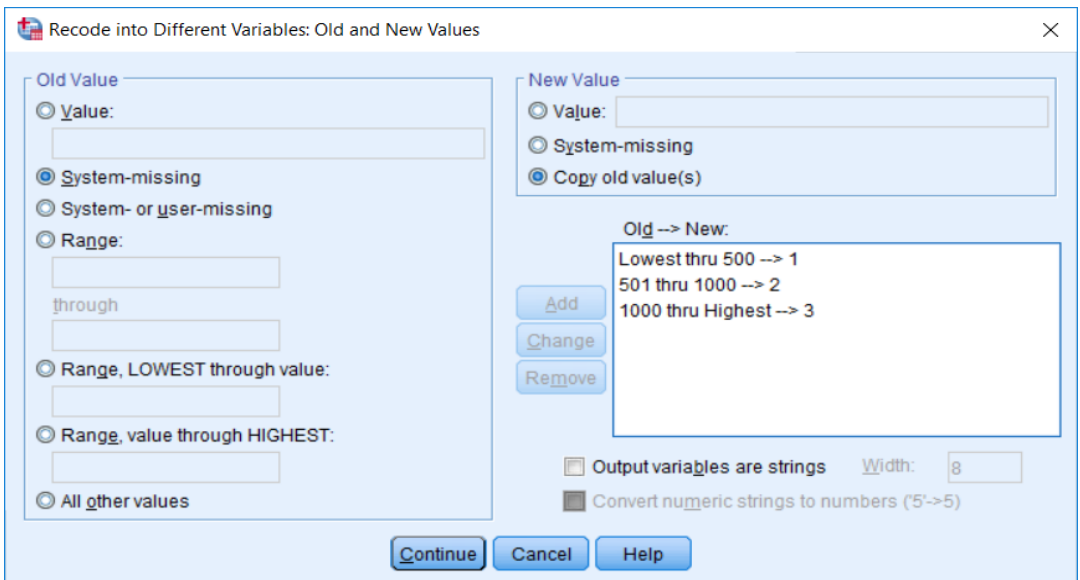 Recode into Different Variables: Old and New Values
Old Value
Value:
System-missing
System- or user-missing
Range:
through
Range, LOWEST through value:
Range, value through HIGHEST:
All other values
New Value
Value:
System-missing
Copy old value(s)
Old --> New:
Lowest thru 500 --> 1
501 thru 1000 --> 2
1000 thru Highest --> 3
Add
Change
Remove
Output variables are strings Width: 8
Convert numeric strings to numbers ('5'->5)
Continue Cancel Help